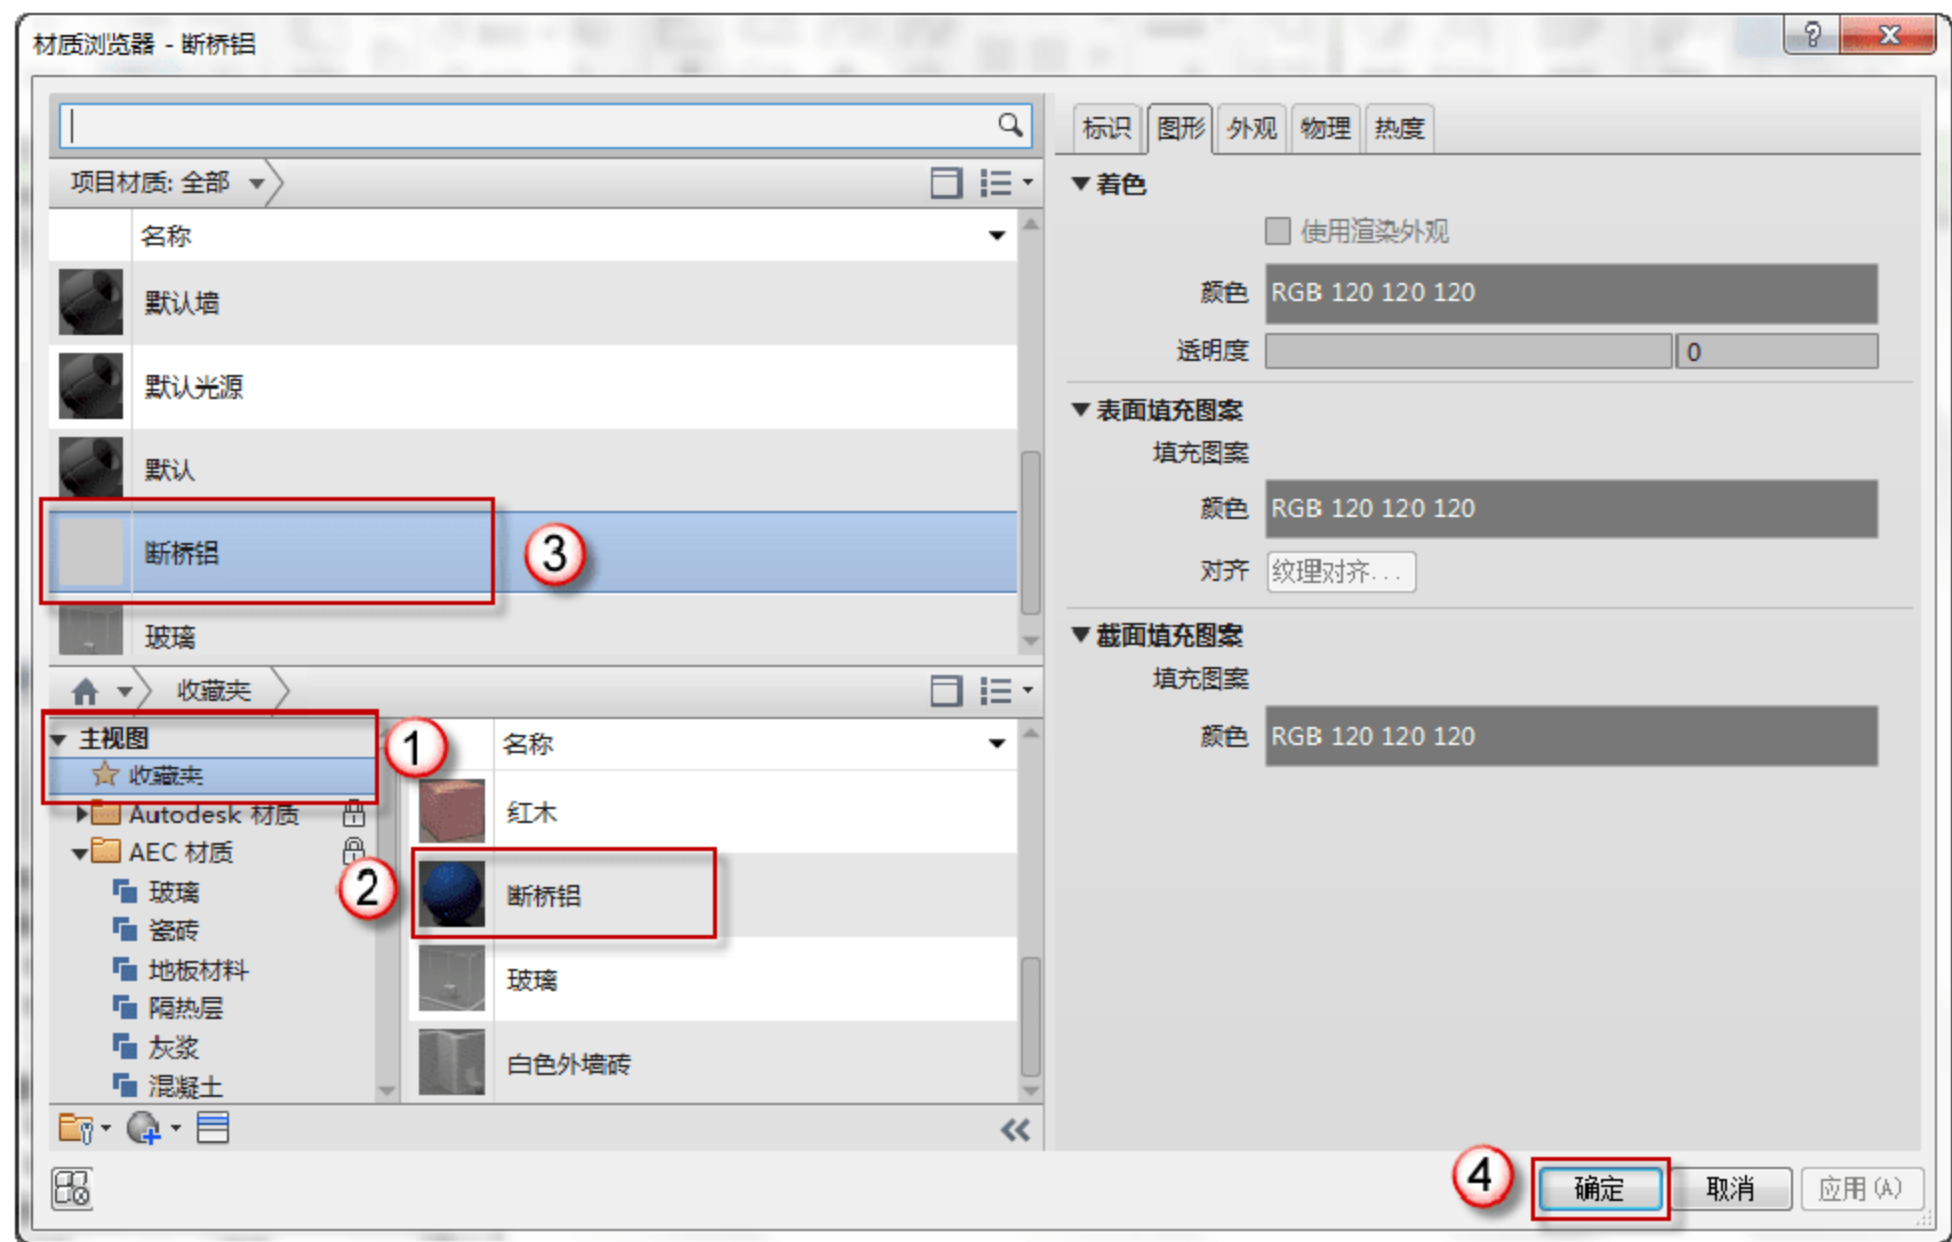 材质浏览器 - 断桥铝
项目材质: 全部
名称
默认墙
默认光源
默认
断桥铝
③
玻璃
收藏夹
主视图
收藏夹
①
Autodesk 材质
AEC 材质
玻璃
瓷砖
地板材料
隔热层
灰浆
混凝土
名称
红木
②
断桥铝
玻璃
白色外墙砖
标识 图形 外观 物理 热度
着色
使用渲染外观
颜色 RGB 120 120 120
透明度 0
表面填充图案
填充图案
颜色 RGB 120 120 120
对齐 纹理对齐...
截面填充图案
填充图案
颜色 RGB 120 120 120
④ 确定 取消 应用(A)